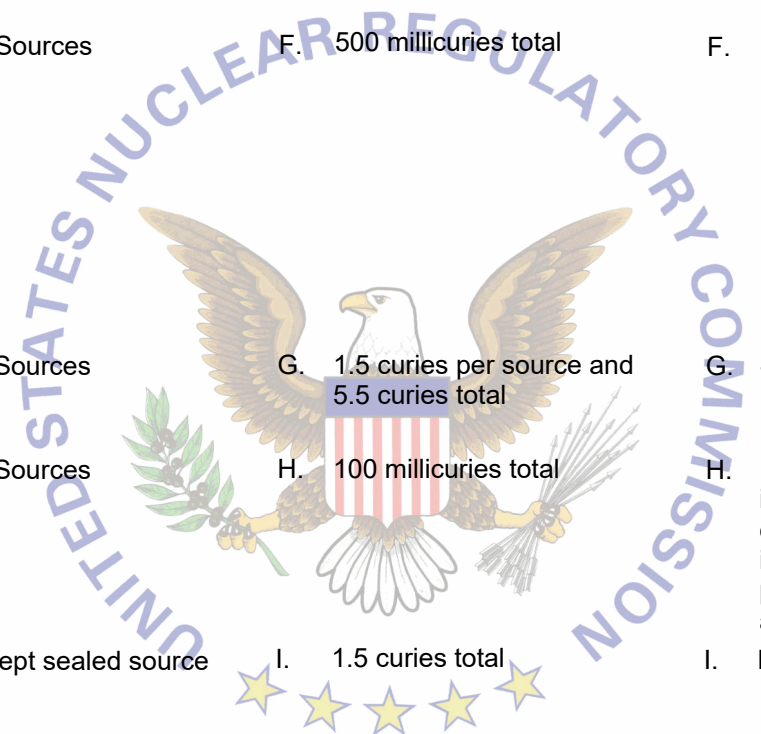 UNITED STATES NUCLEAR REGULATORY COMMISSION
Sources F. 500 millicuries total F.
Sources G. 1.5 curies per source and G.
5.5 curies total
Sources H. 100 millicuries total H.
sealed source I. 1.5 curies total I.